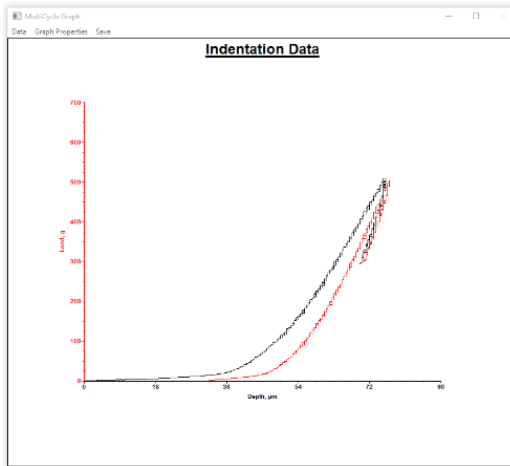 MultiCycle Graph
Data Graph Properties Save
Indentation Data
700
600
500
400
300
200
100
0
Load, g
0 18 36 54 72 90
Depth, µm